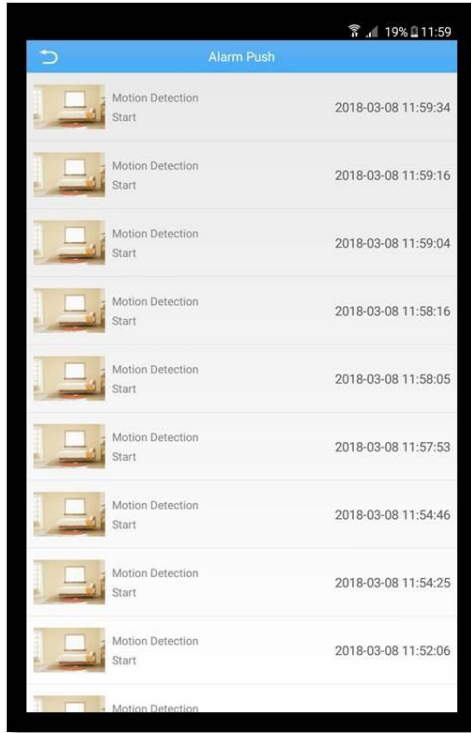 19% 11:59
Alarm Push
Motion Detection
Start
2018-03-08 11:59:34
Motion Detection
Start
2018-03-08 11:59:16
Motion Detection
Start
2018-03-08 11:59:04
Motion Detection
Start
2018-03-08 11:58:16
Motion Detection
Start
2018-03-08 11:58:05
Motion Detection
Start
2018-03-08 11:57:53
Motion Detection
Start
2018-03-08 11:54:46
Motion Detection
Start
2018-03-08 11:54:25
Motion Detection
Start
2018-03-08 11:52:06
Motion Detection